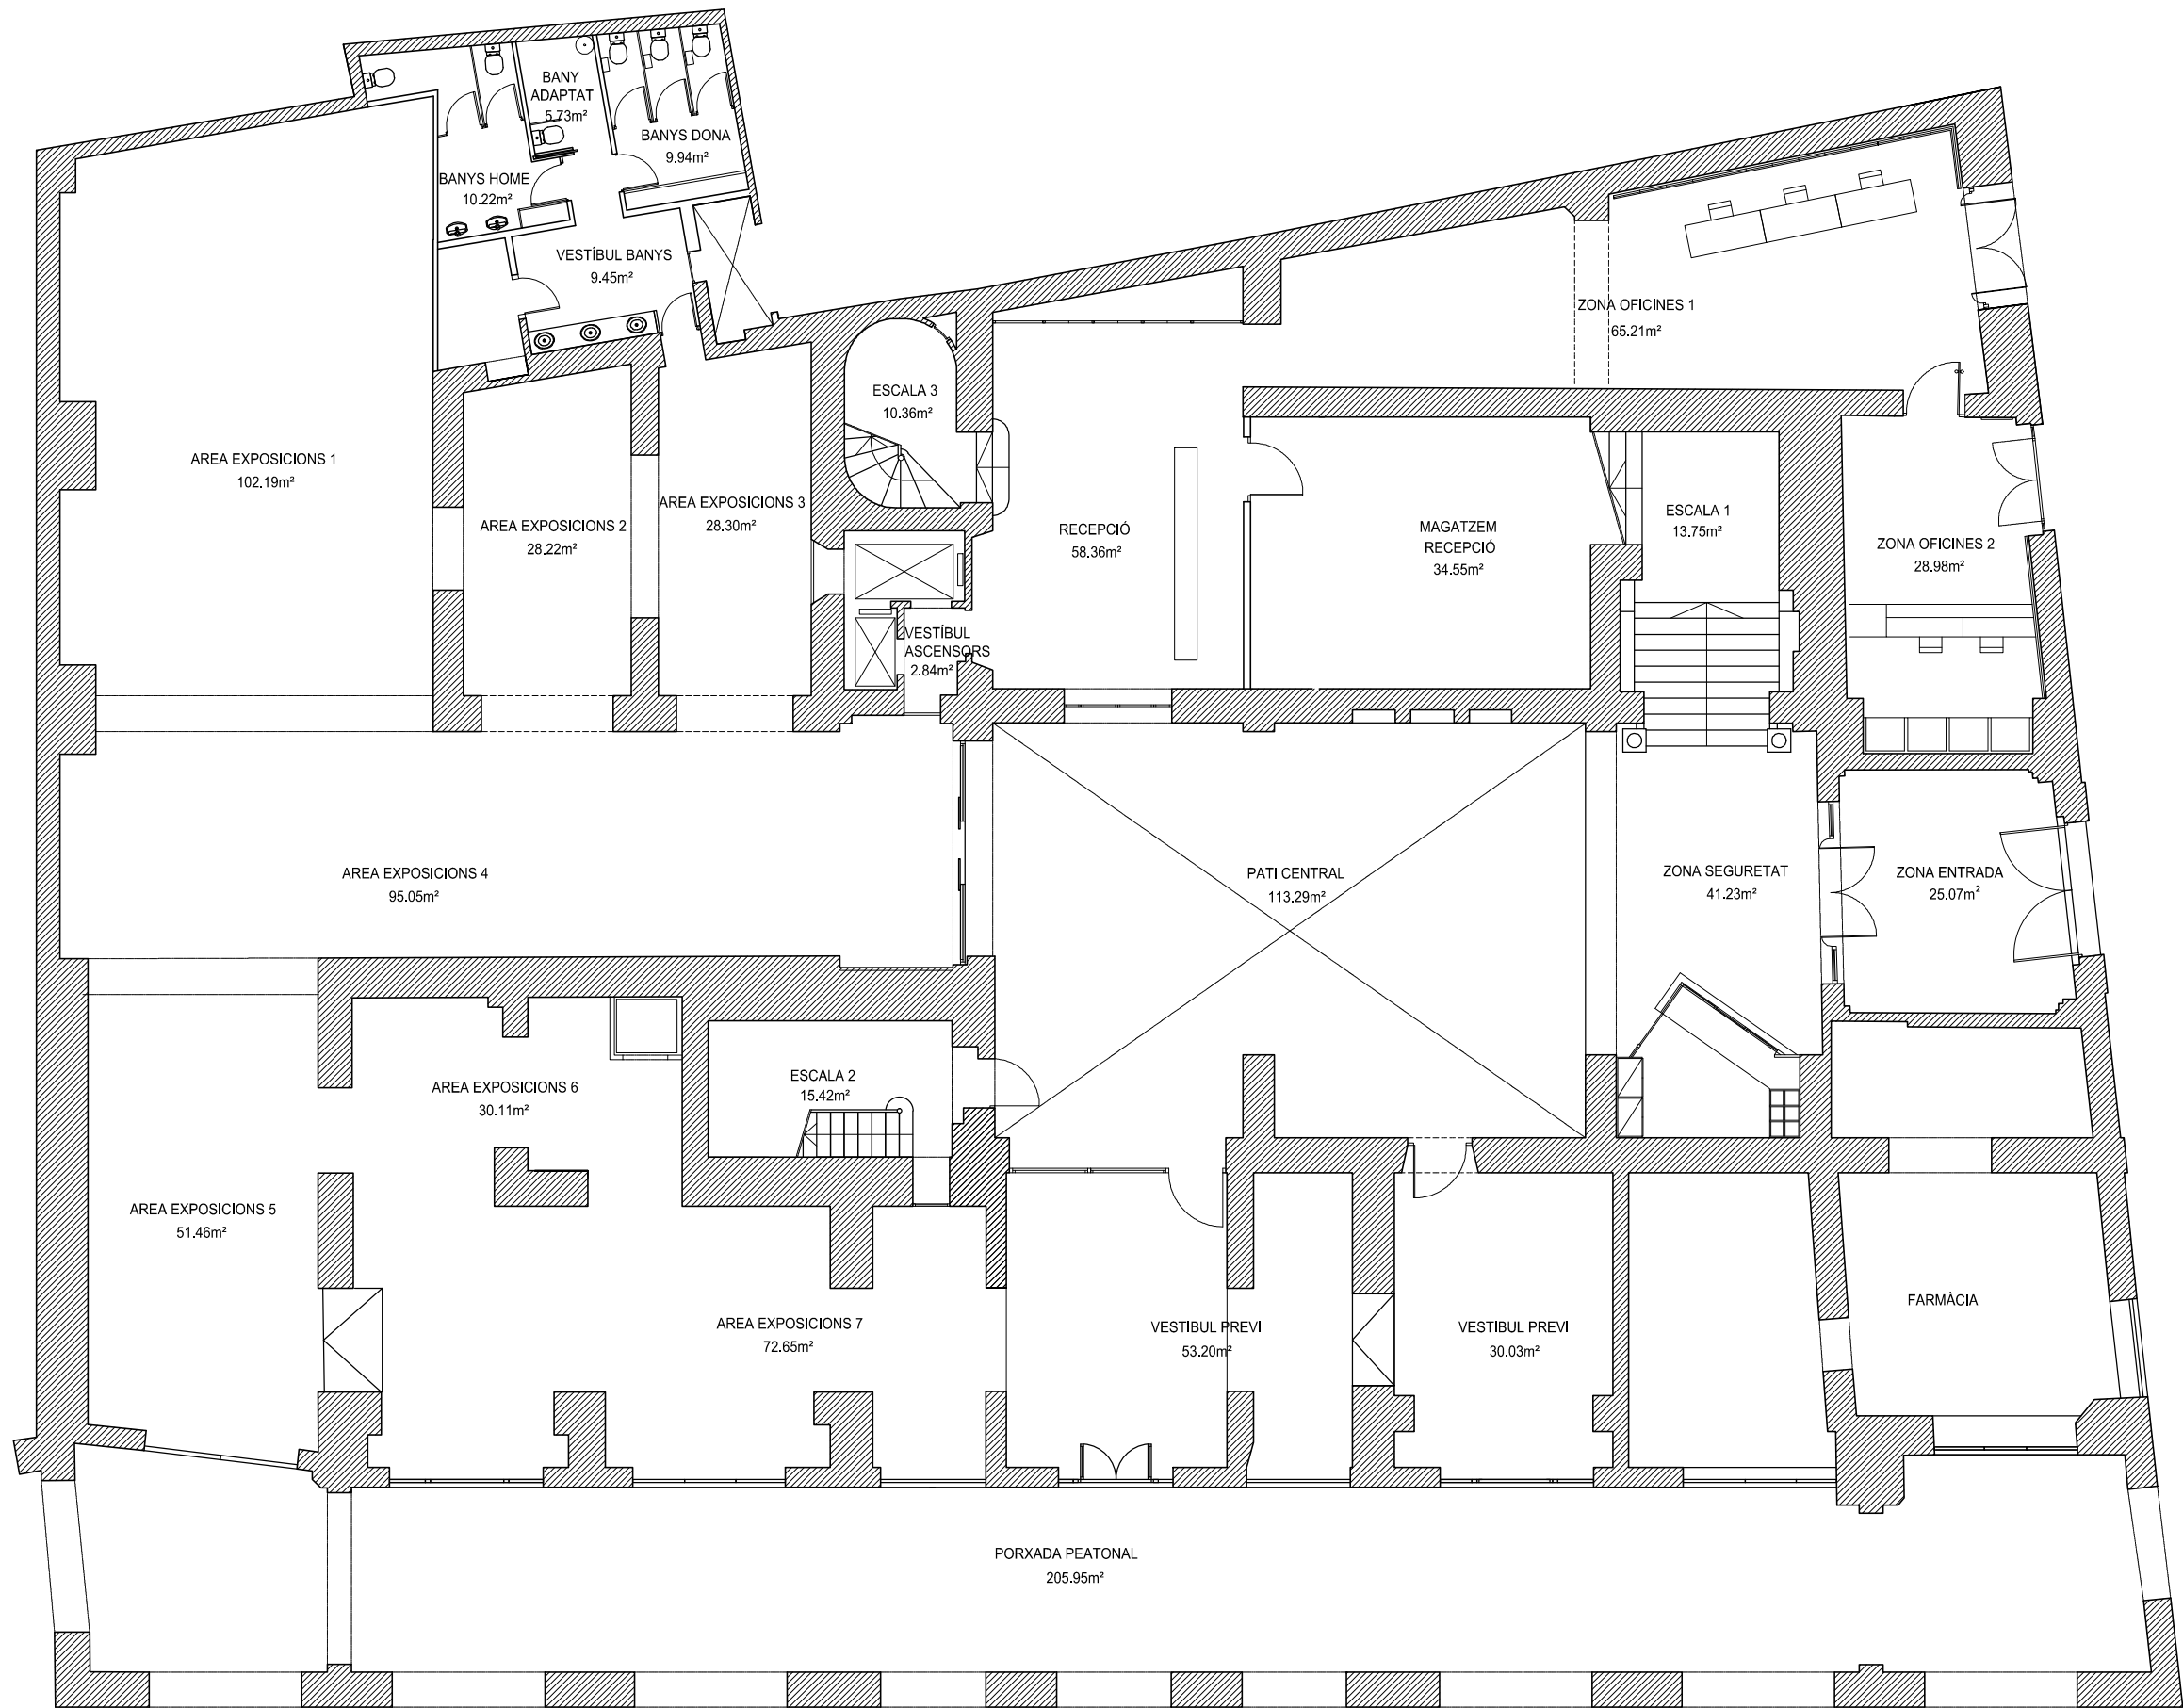 BANY
ADAPTAT
5.73m²
BANYS DONA
9.94m²
BANYS HOME
10.22m²
VESTÍBUL BANYS
9.45m²
ZONA OFICINES 1
65.21m²
ESCALA 3
10.36m²
AREA EXPOSICIONS 1
102.19m²
AREA EXPOSICIONS 2
28.22m²
AREA EXPOSICIONS 3
28.30m²
RECEPCIÓ
58.36m²
MAGATZEM
RECEPCIÓ
34.55m²
ESCALA 1
13.75m²
ZONA OFICINES 2
28.98m²
VESTÍBUL
ASCENSORS
2.84m²
AREA EXPOSICIONS 4
95.05m²
PATI CENTRAL
113.29m²
ZONA SEGURETAT
41.23m²
ZONA ENTRADA
25.07m²
AREA EXPOSICIONS 6
30.11m²
ESCALA 2
15.42m²
AREA EXPOSICIONS 5
51.46m²
AREA EXPOSICIONS 7
72.65m²
VESTIBUL PREVI
53.20m²
VESTIBUL PREVI
30.03m²
FARMÀCIA
PORXADA PEATONAL
205.95m²